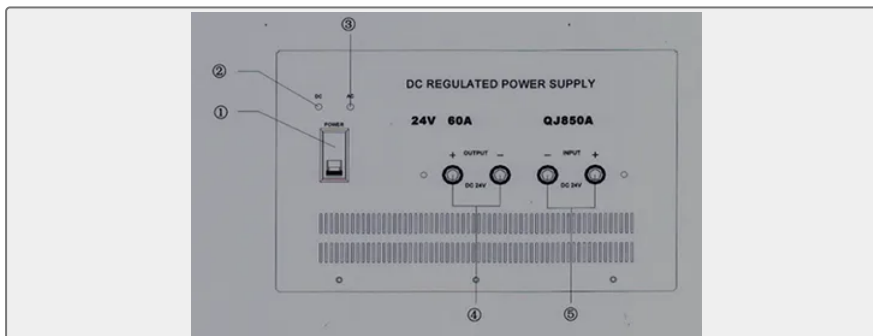 ③
②
DC AC
①
POWER
DC REGULATED POWER SUPPLY
24V 60A QJ850A
+ OUTPUT − − INPUT +
DC 24V DC 24V
④ ⑤